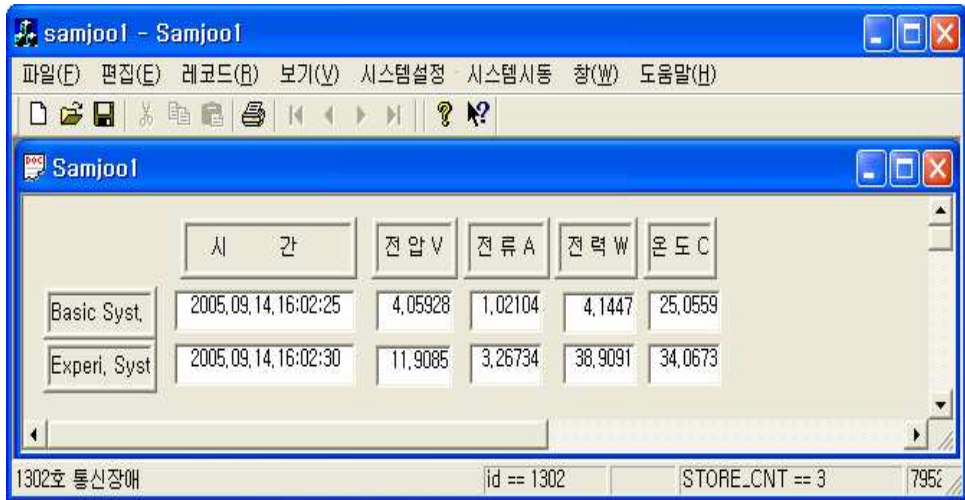 samjoo1 - Samjoo1
파일(F) 편집(E) 레코드(R) 보기(V) 시스템설정 시스템시동 창(W) 도움말(H)
Samjoo1
시 간 전 압 V 전 류 A 전 력 W 온 도 C
Basic Syst, 2005,09,14,16:02:25 4,05928 1,02104 4,1447 25,0559
Experi, Syst 2005,09,14,16:02:30 11,9085 3,26734 38,9091 34,0673
1302호 통신장애 id == 1302 STORE_CNT == 3